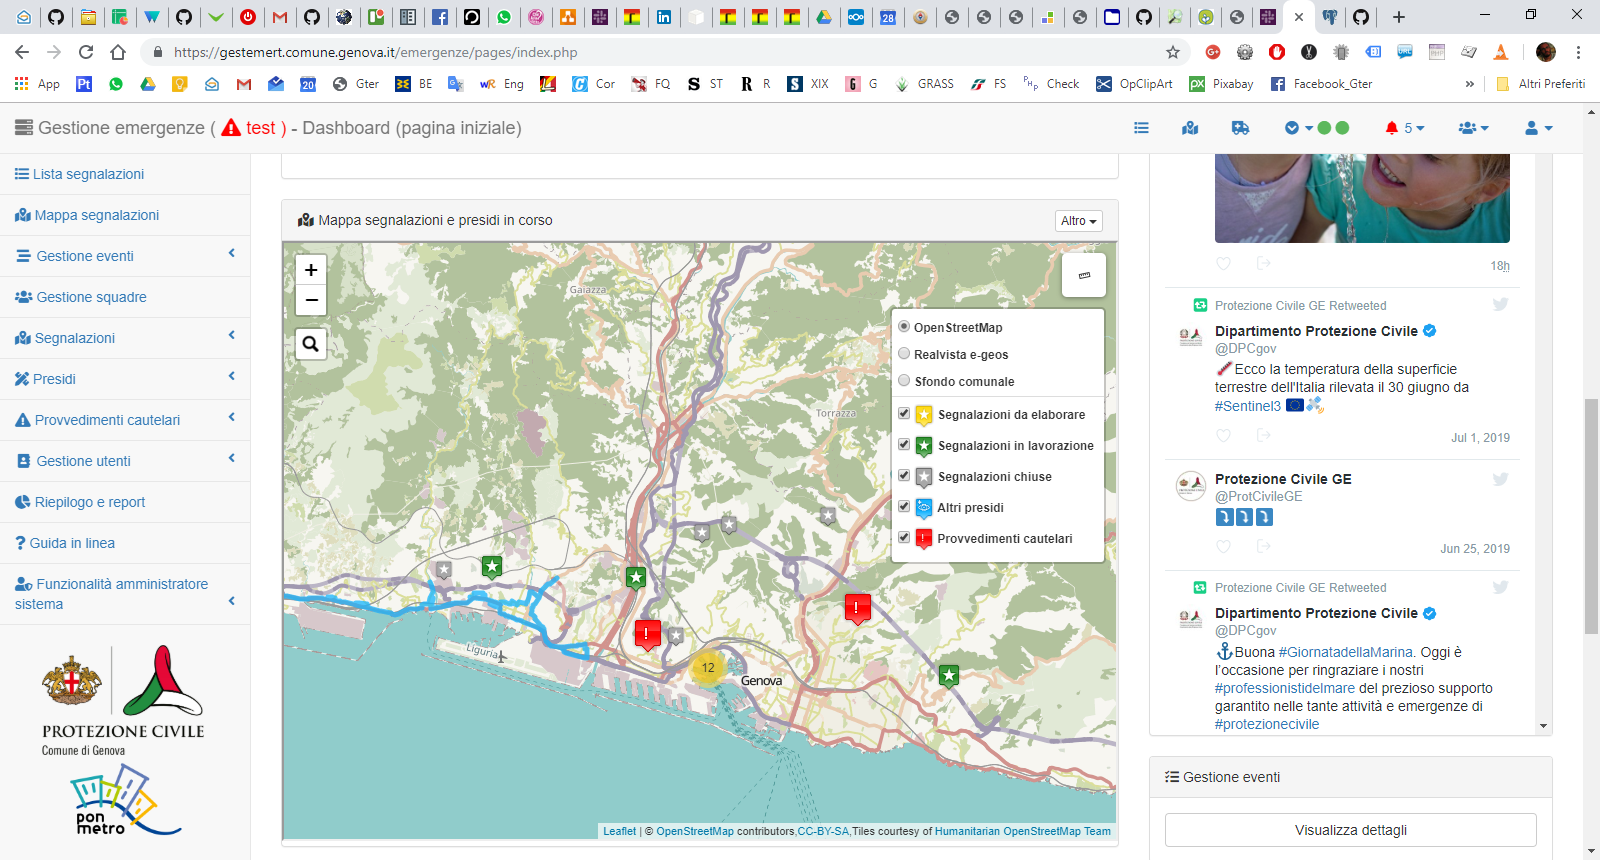 https://gestemert.comune.genova.it/emergenze/pages/index.php
App
Pt
20
Gter
BE
wR Eng
Cor
FQ
S ST
R R
S XIX
G G
GRASS
FS
PHP Check
OpClipArt
px Pixabay
Facebook_Gter
»
Altri Preferiti
28
Gestione emergenze ( test ) - Dashboard (pagina iniziale)
5
Lista segnalazioni
Mappa segnalazioni
Gestione eventi
Gestione squadre
Segnalazioni
Presidi
Provvedimenti cautelari
Gestione utenti
Riepilogo e report
? Guida in linea
Funzionalità amministratore
sistema
PROTEZIONE CIVILE
Comune di Genova
pon
metro
Mappa segnalazioni e presidi in corso
Altro
+
−
Gaiazza
Torrazza
Liguria
Genova
12
OpenStreetMap
Realvista e-geos
Sfondo comunale
Segnalazioni da elaborare
Segnalazioni in lavorazione
Segnalazioni chiuse
Altri presidi
Provvedimenti cautelari
Leaflet | © OpenStreetMap contributors,CC-BY-SA,Tiles courtesy of Humanitarian OpenStreetMap Team
18h
Protezione Civile GE Retweeted
Dipartimento Protezione Civile
@DPCgov
Ecco la temperatura della superficie
terrestre dell'Italia rilevata il 30 giugno da
#Sentinel3
Jul 1, 2019
Protezione Civile GE
@ProtCivileGE
Jun 25, 2019
Protezione Civile GE Retweeted
Dipartimento Protezione Civile
@DPCgov
Buona #GiornatadellaMarina. Oggi è
l'occasione per ringraziare i nostri
#professionistidelmare del prezioso supporto
garantito nelle tante attività e emergenze di
#protezionecivile
Gestione eventi
Visualizza dettagli